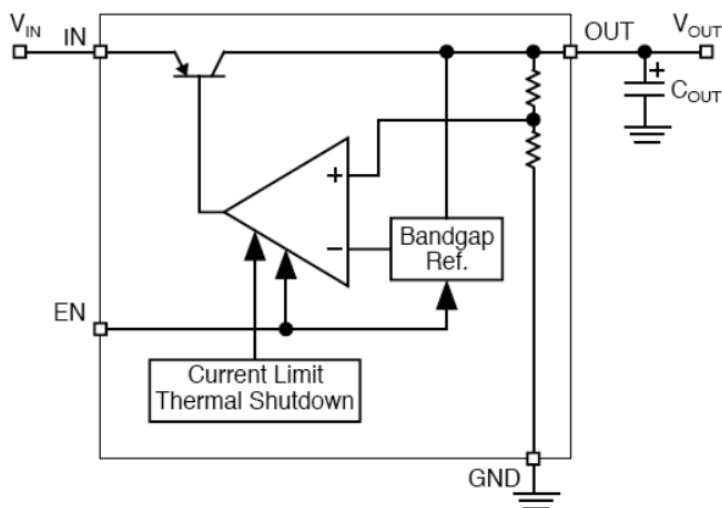 VIN
IN
OUT
VOUT
+
COUT
+
−
Bandgap
Ref.
EN
Current Limit
Thermal Shutdown
GND